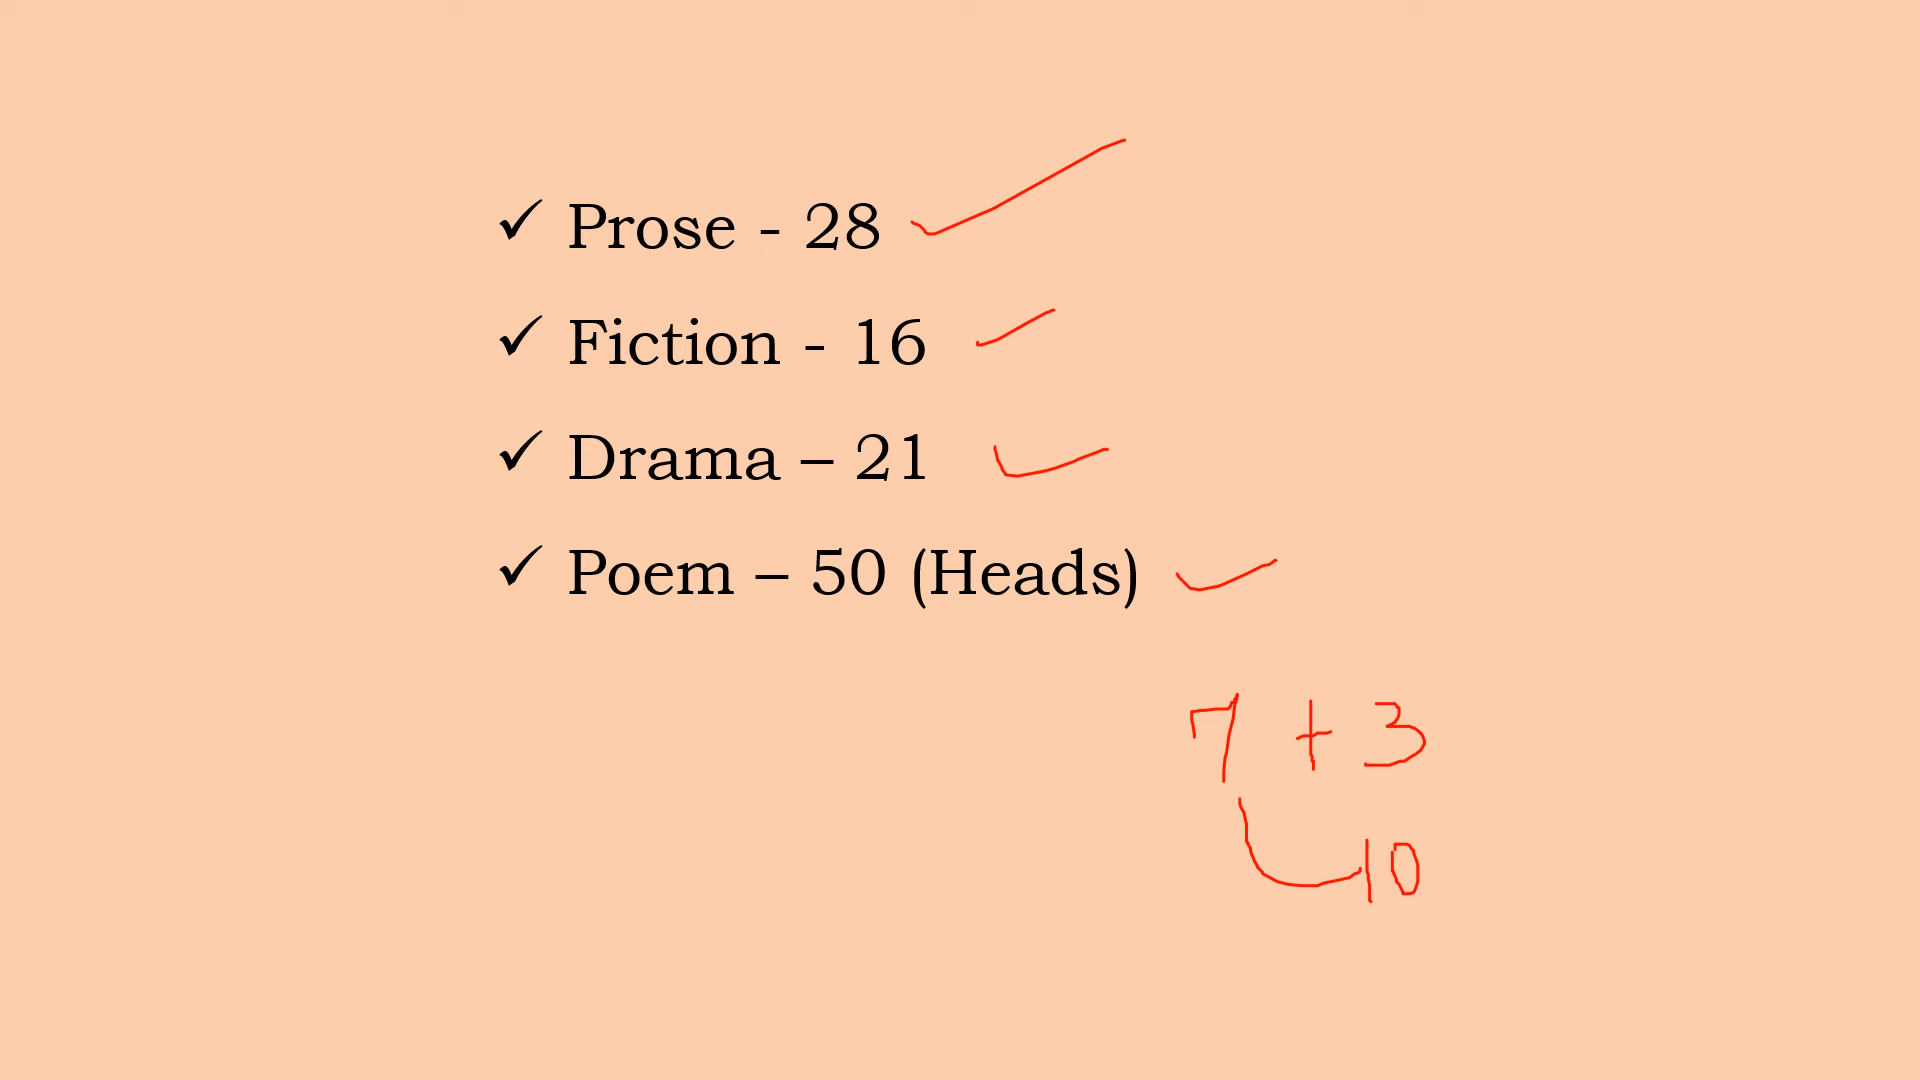 ✓ Prose - 28
✓ Fiction - 16
✓ Drama – 21
✓ Poem – 50 (Heads)
7 + 3
10